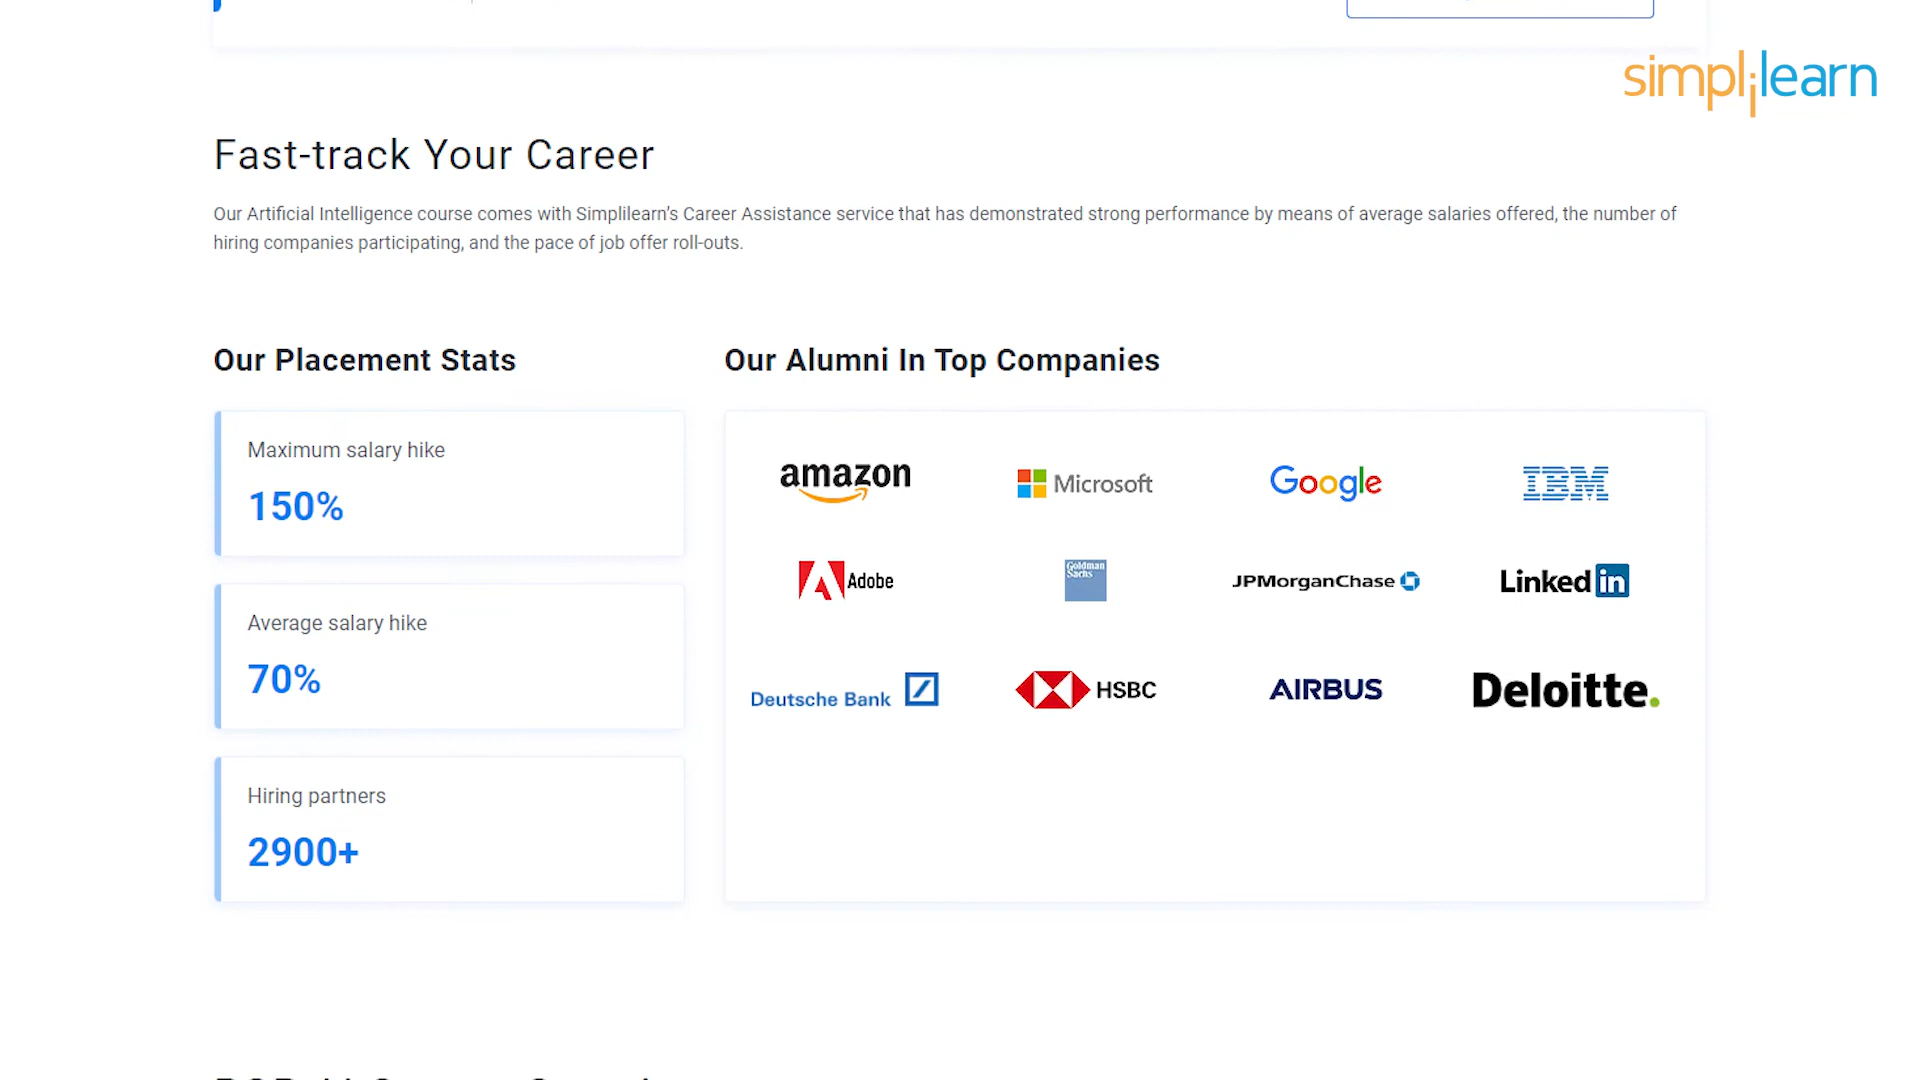 simplilearn
Fast-track Your Career
Our Artificial Intelligence course comes with Simplilearn's Career Assistance service that has demonstrated strong performance by means of average salaries offered, the number of
hiring companies participating, and the pace of job offer roll-outs.
Our Placement Stats
Maximum salary hike
150%
Average salary hike
70%
Hiring partners
2900+
Our Alumni In Top Companies
amazon Microsoft Google IBM
Adobe Goldman Sachs JPMorganChase LinkedIn
Deutsche Bank HSBC AIRBUS Deloitte.